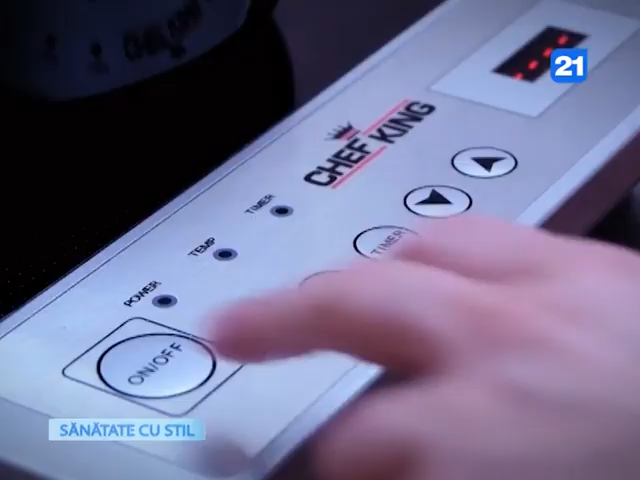 21
CHEF KING
TIMER
TEMP
POWER
TIMER
ON/OFF
SĂNĂTATE CU STIL